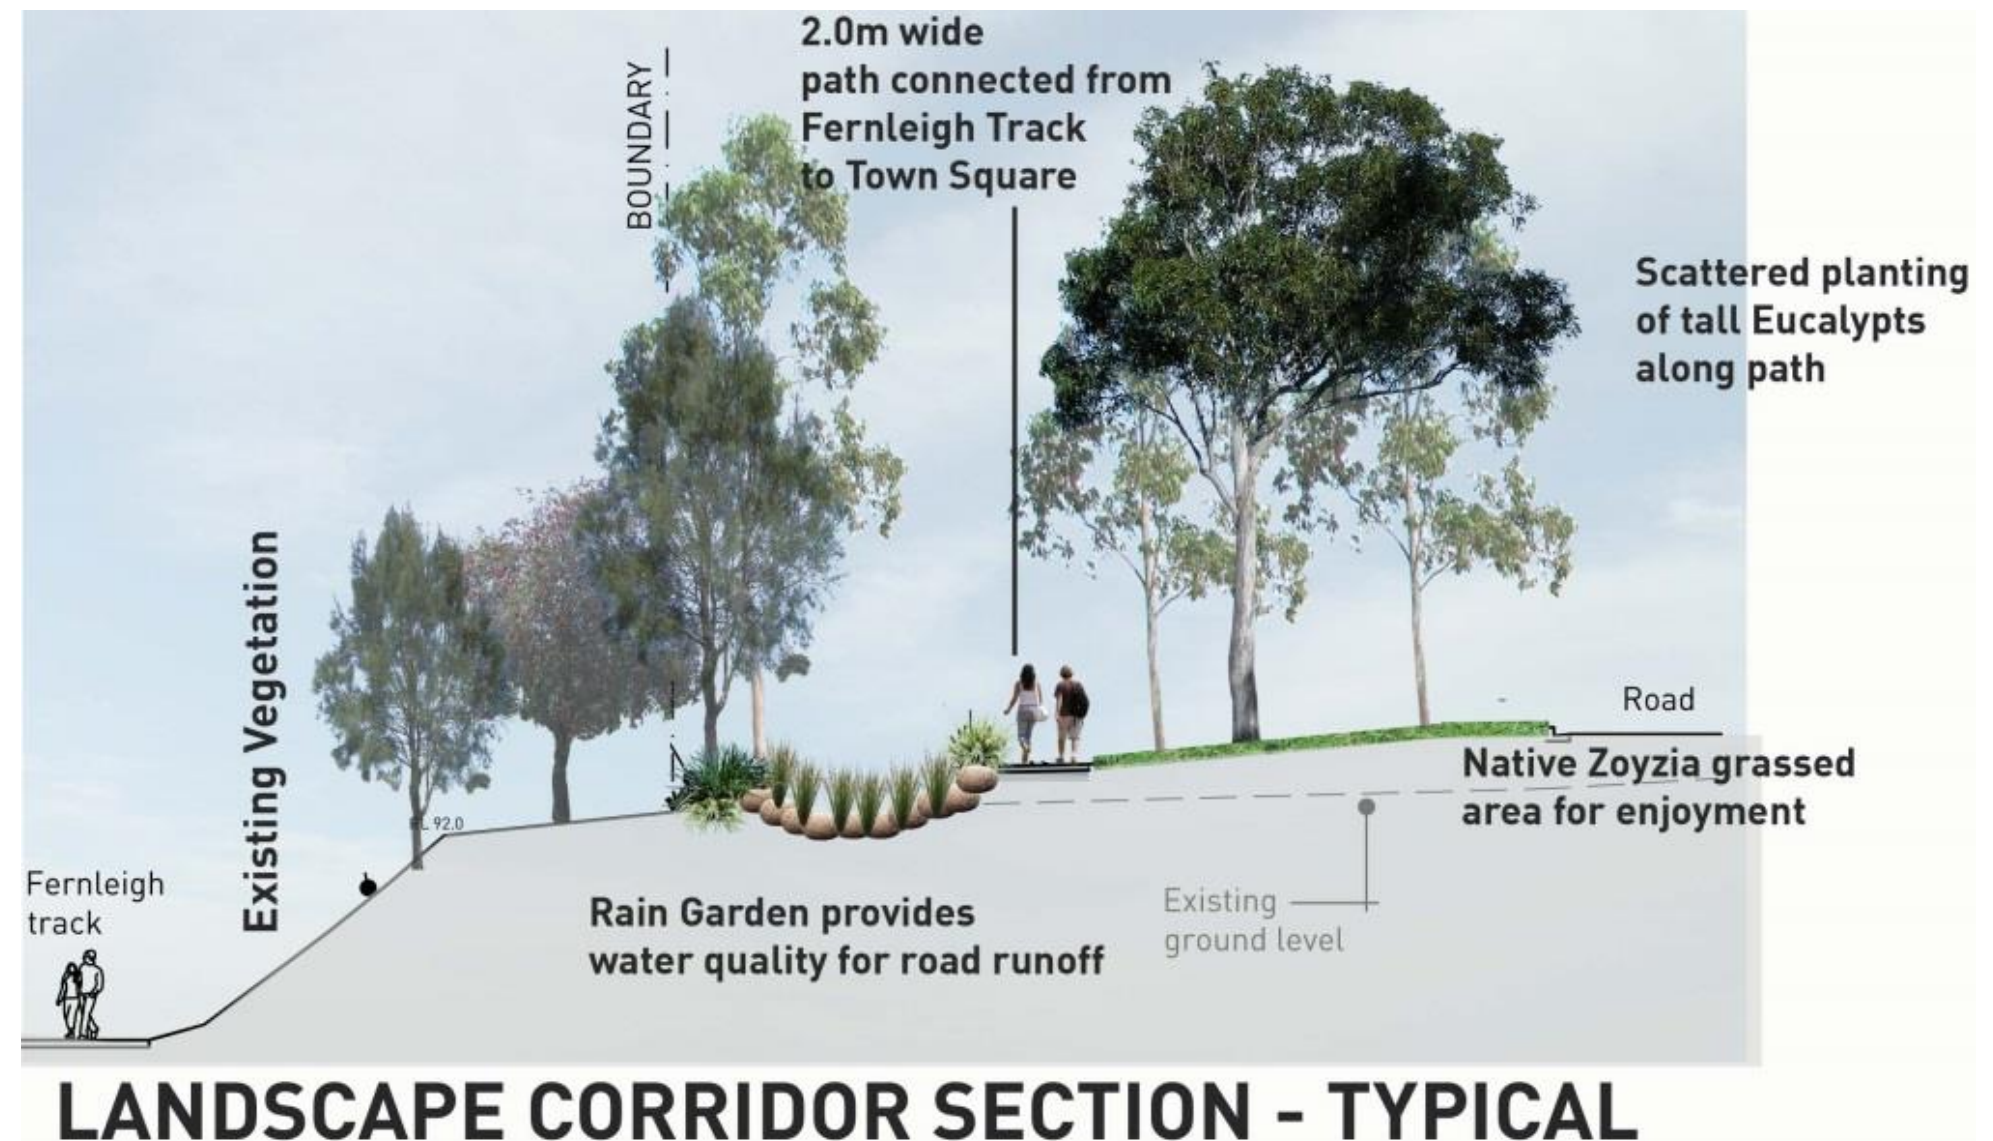 2.0m wide
path connected from
Fernleigh Track
to Town Square
BOUNDARY
Scattered planting
of tall Eucalypts
along path
Existing Vegetation
Road
Native Zoyzia grassed
area for enjoyment
92.0
Fernleigh
track
Rain Garden provides
water quality for road runoff
Existing
ground level
LANDSCAPE CORRIDOR SECTION - TYPICAL